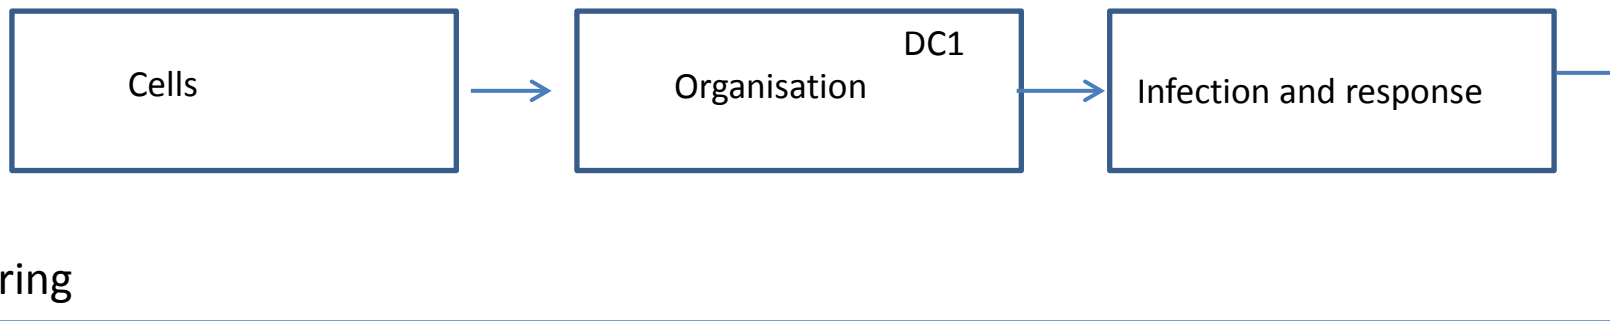 Cells
DC1
Organisation
Infection and response
ring